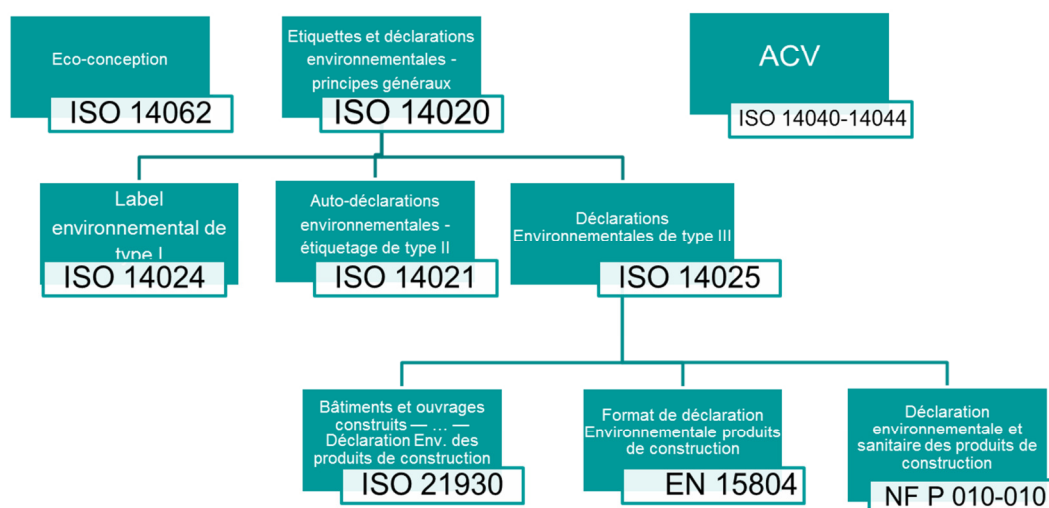 Eco-conception
ISO 14062
Etiquettes et déclarations
environnementales -
principes généraux
ISO 14020
ACV
ISO 14040-14044
Label
environnemental de
type I
ISO 14024
Auto-déclarations
environnementales -
étiquetage de type II
ISO 14021
Déclarations
Environnementales de type III
ISO 14025
Bâtiments et ouvrages
construits — ... —
Déclaration Env. des
produits de construction
ISO 21930
Format de déclaration
Environnementale produits
de construction
EN 15804
Déclaration
environnementale et
sanitaire des produits de
construction
NF P 010-010